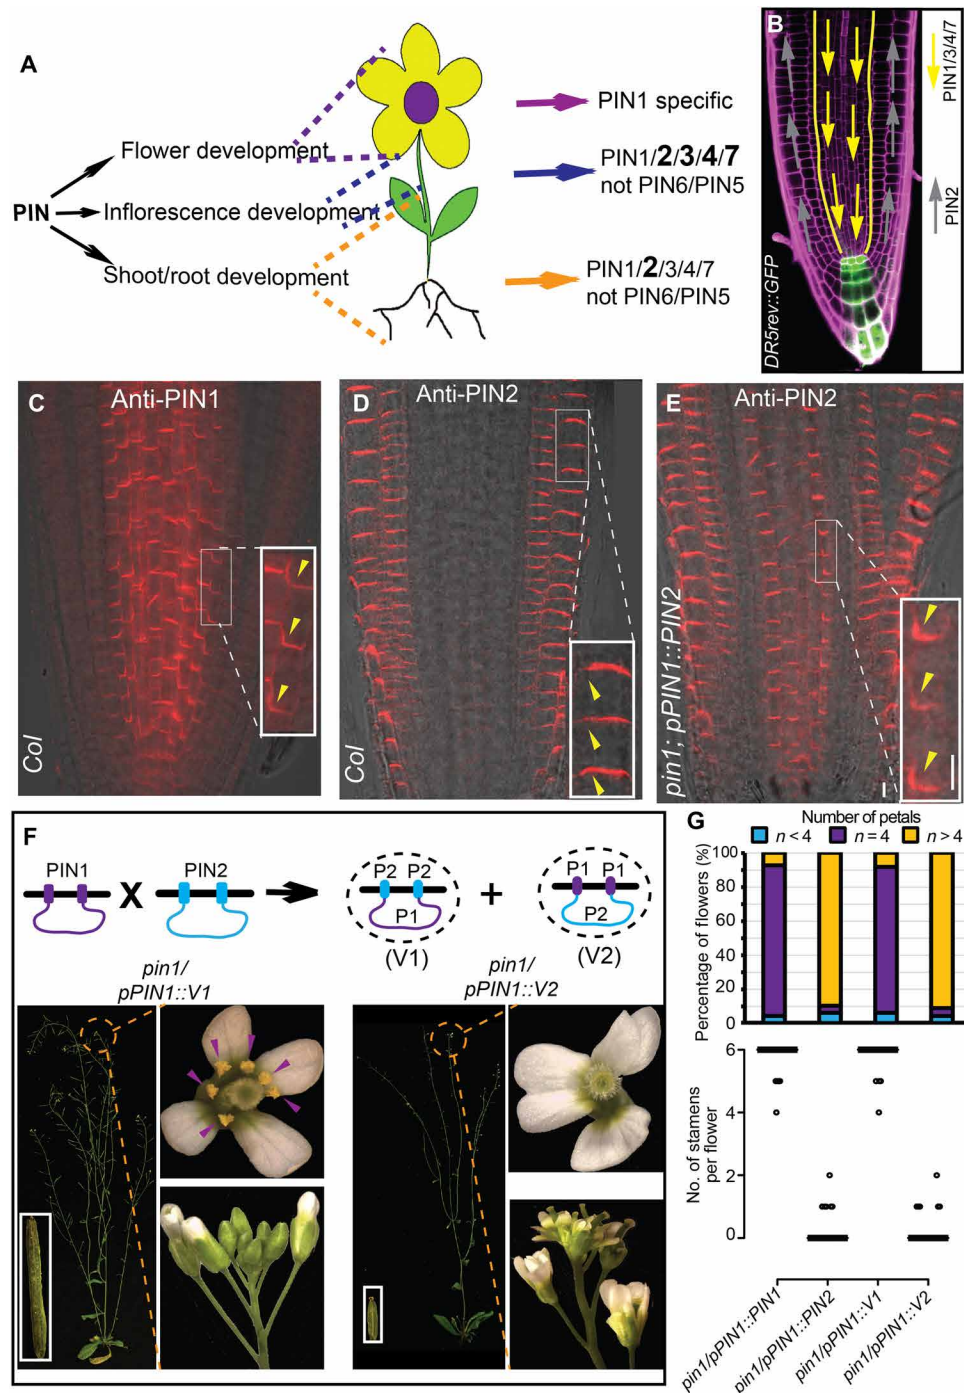 A
PIN
Flower development
Inflorescence development
Shoot/root development
PIN1 specific
PIN1/2/3/4/7
not PIN6/PIN5
PIN1/2/3/4/7
not PIN6/PIN5
B
DR5rev::GFP
PIN1/3/4/7
PIN2
C
Anti-PIN1
Col
D
Anti-PIN2
Col
E
Anti-PIN2
pin1; pPIN1::PIN2
F
PIN1
X
PIN2
P2 P2
P1
(V1)
+
P1 P1
P2
(V2)
pin1/
pPIN1::V1
pin1/
pPIN1::V2
G
Number of petals
n < 4
n = 4
n > 4
Percentage of flowers (%)
100
80
60
40
20
0
No. of stamens
per flower
6
4
2
0
pin1/pPIN1::PIN1
pin1/pPIN1::PIN2
pin1/pPIN1::V1
pin1/pPIN1::V2